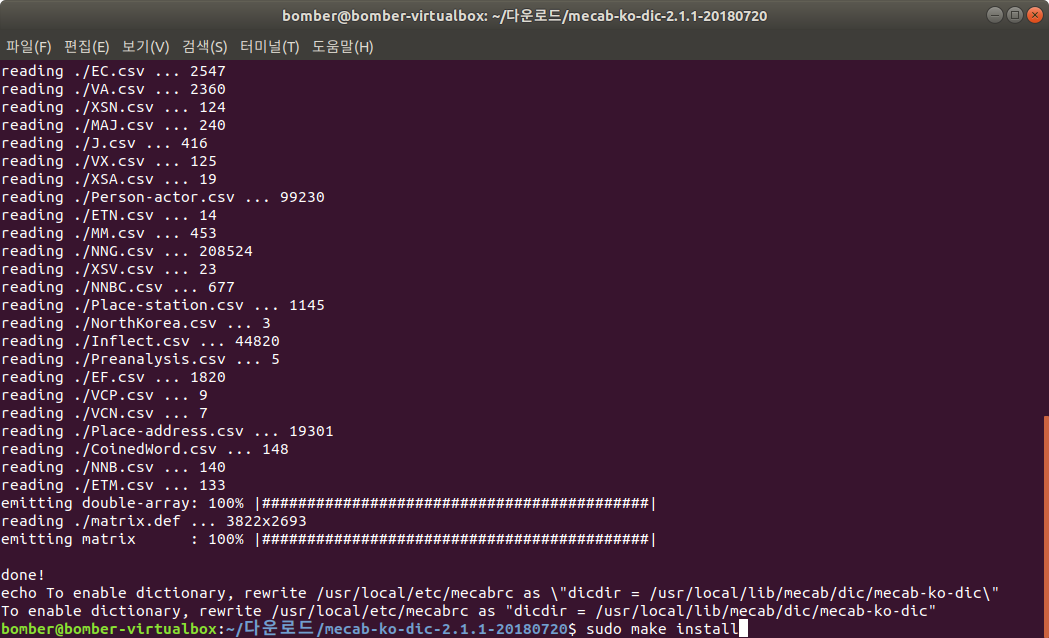 bomber@bomber-virtualbox: ~/다운로드/mecab-ko-dic-2.1.1-20180720
파일(F) 편집(E) 보기(V) 검색(S) 터미널(T) 도움말(H)
reading ./EC.csv ... 2547
reading ./VA.csv ... 2360
reading ./XSN.csv ... 124
reading ./MAJ.csv ... 240
reading ./J.csv ... 416
reading ./VX.csv ... 125
reading ./XSA.csv ... 19
reading ./Person-actor.csv ... 99230
reading ./ETN.csv ... 14
reading ./MM.csv ... 453
reading ./NNG.csv ... 208524
reading ./XSV.csv ... 23
reading ./NNBC.csv ... 677
reading ./Place-station.csv ... 1145
reading ./NorthKorea.csv ... 3
reading ./Inflect.csv ... 44820
reading ./Preanalysis.csv ... 5
reading ./EF.csv ... 1820
reading ./VCP.csv ... 9
reading ./VCN.csv ... 7
reading ./Place-address.csv ... 19301
reading ./CoinedWord.csv ... 148
reading ./NNB.csv ... 140
reading ./ETM.csv ... 133
emitting double-array: 100% |###########################################|
reading ./matrix.def ... 3822x2693
emitting matrix      : 100% |###########################################|
done!
echo To enable dictionary, rewrite /usr/local/etc/mecabrc as \"dicdir = /usr/local/lib/mecab/dic/mecab-ko-dic\"
To enable dictionary, rewrite /usr/local/etc/mecabrc as "dicdir = /usr/local/lib/mecab/dic/mecab-ko-dic"
bomber@bomber-virtualbox:~/다운로드/mecab-ko-dic-2.1.1-20180720$ sudo make install